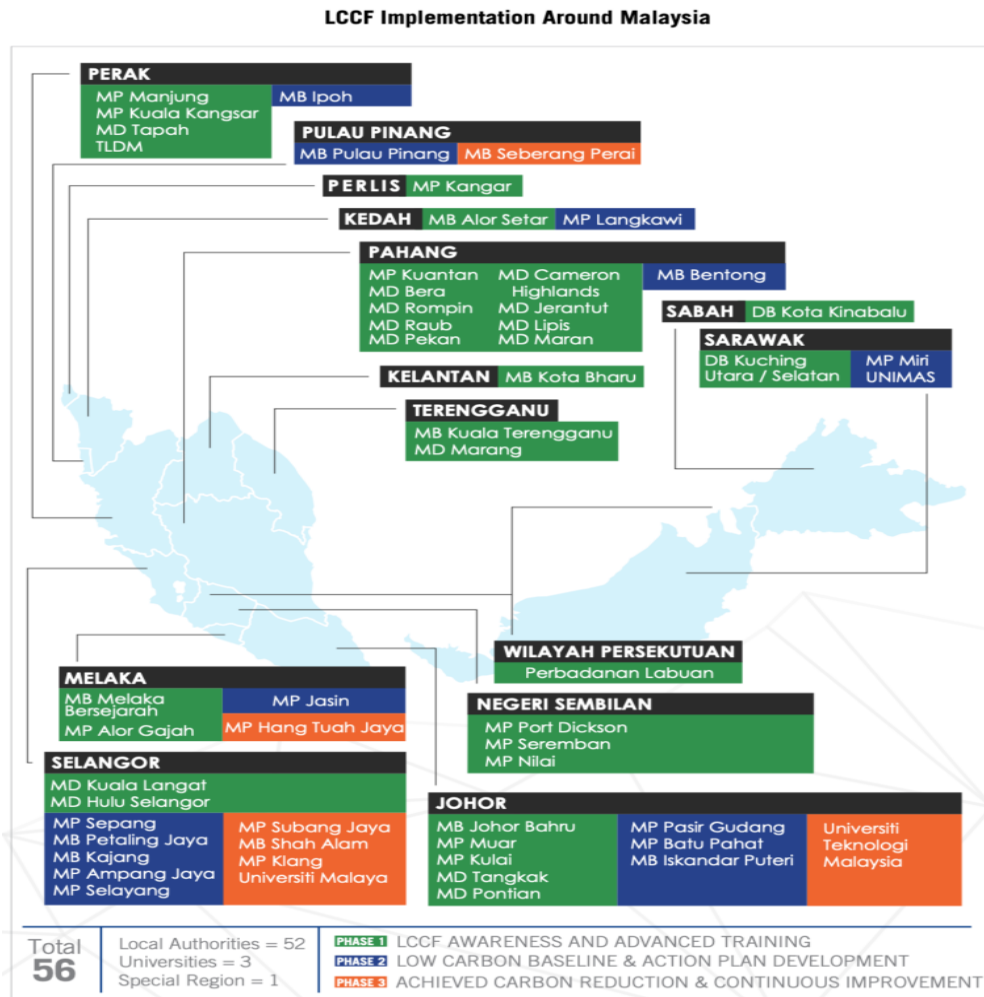 LCCF Implementation Around Malaysia
PERAK
MP Manjung
MP Kuala Kangsar
MD Tapah
TLDM
MB Ipoh
PULAU PINANG
MB Pulau Pinang
MB Seberang Perai
PERLIS
MP Kangar
KEDAH
MB Alor Setar
MP Langkawi
PAHANG
MP Kuantan
MD Bera
MD Rompin
MD Raub
MD Pekan
MD Cameron
Highlands
MD Jerantut
MD Lipis
MD Maran
MB Bentong
SABAH
DB Kota Kinabalu
SARAWAK
DB Kuching
Utara / Selatan
MP Miri
UNIMAS
KELANTAN
MB Kota Bharu
TERENGGANU
MB Kuala Terengganu
MD Marang
WILAYAH PERSEKUTUAN
Perbadanan Labuan
MELAKA
MB Melaka
Bersejarah
MP Alor Gajah
MP Jasin
MP Hang Tuah Jaya
NEGERI SEMBILAN
MP Port Dickson
MP Seremban
MP Nilai
SELANGOR
MD Kuala Langat
MD Hulu Selangor
MP Sepang
MB Petaling Jaya
MB Kajang
MP Ampang Jaya
MP Selayang
MP Subang Jaya
MB Shah Alam
MP Klang
Universiti Malaya
JOHOR
MB Johor Bahru
MP Muar
MP Kulai
MD Tangkak
MD Pontian
MP Pasir Gudang
MP Batu Pahat
MB Iskandar Puteri
Universiti
Teknologi
Malaysia
Total
56
Local Authorities = 52
Universities = 3
Special Region = 1
PHASE 1 LCCF AWARENESS AND ADVANCED TRAINING
PHASE 2 LOW CARBON BASELINE & ACTION PLAN DEVELOPMENT
PHASE 3 ACHIEVED CARBON REDUCTION & CONTINUOUS IMPROVEMENT